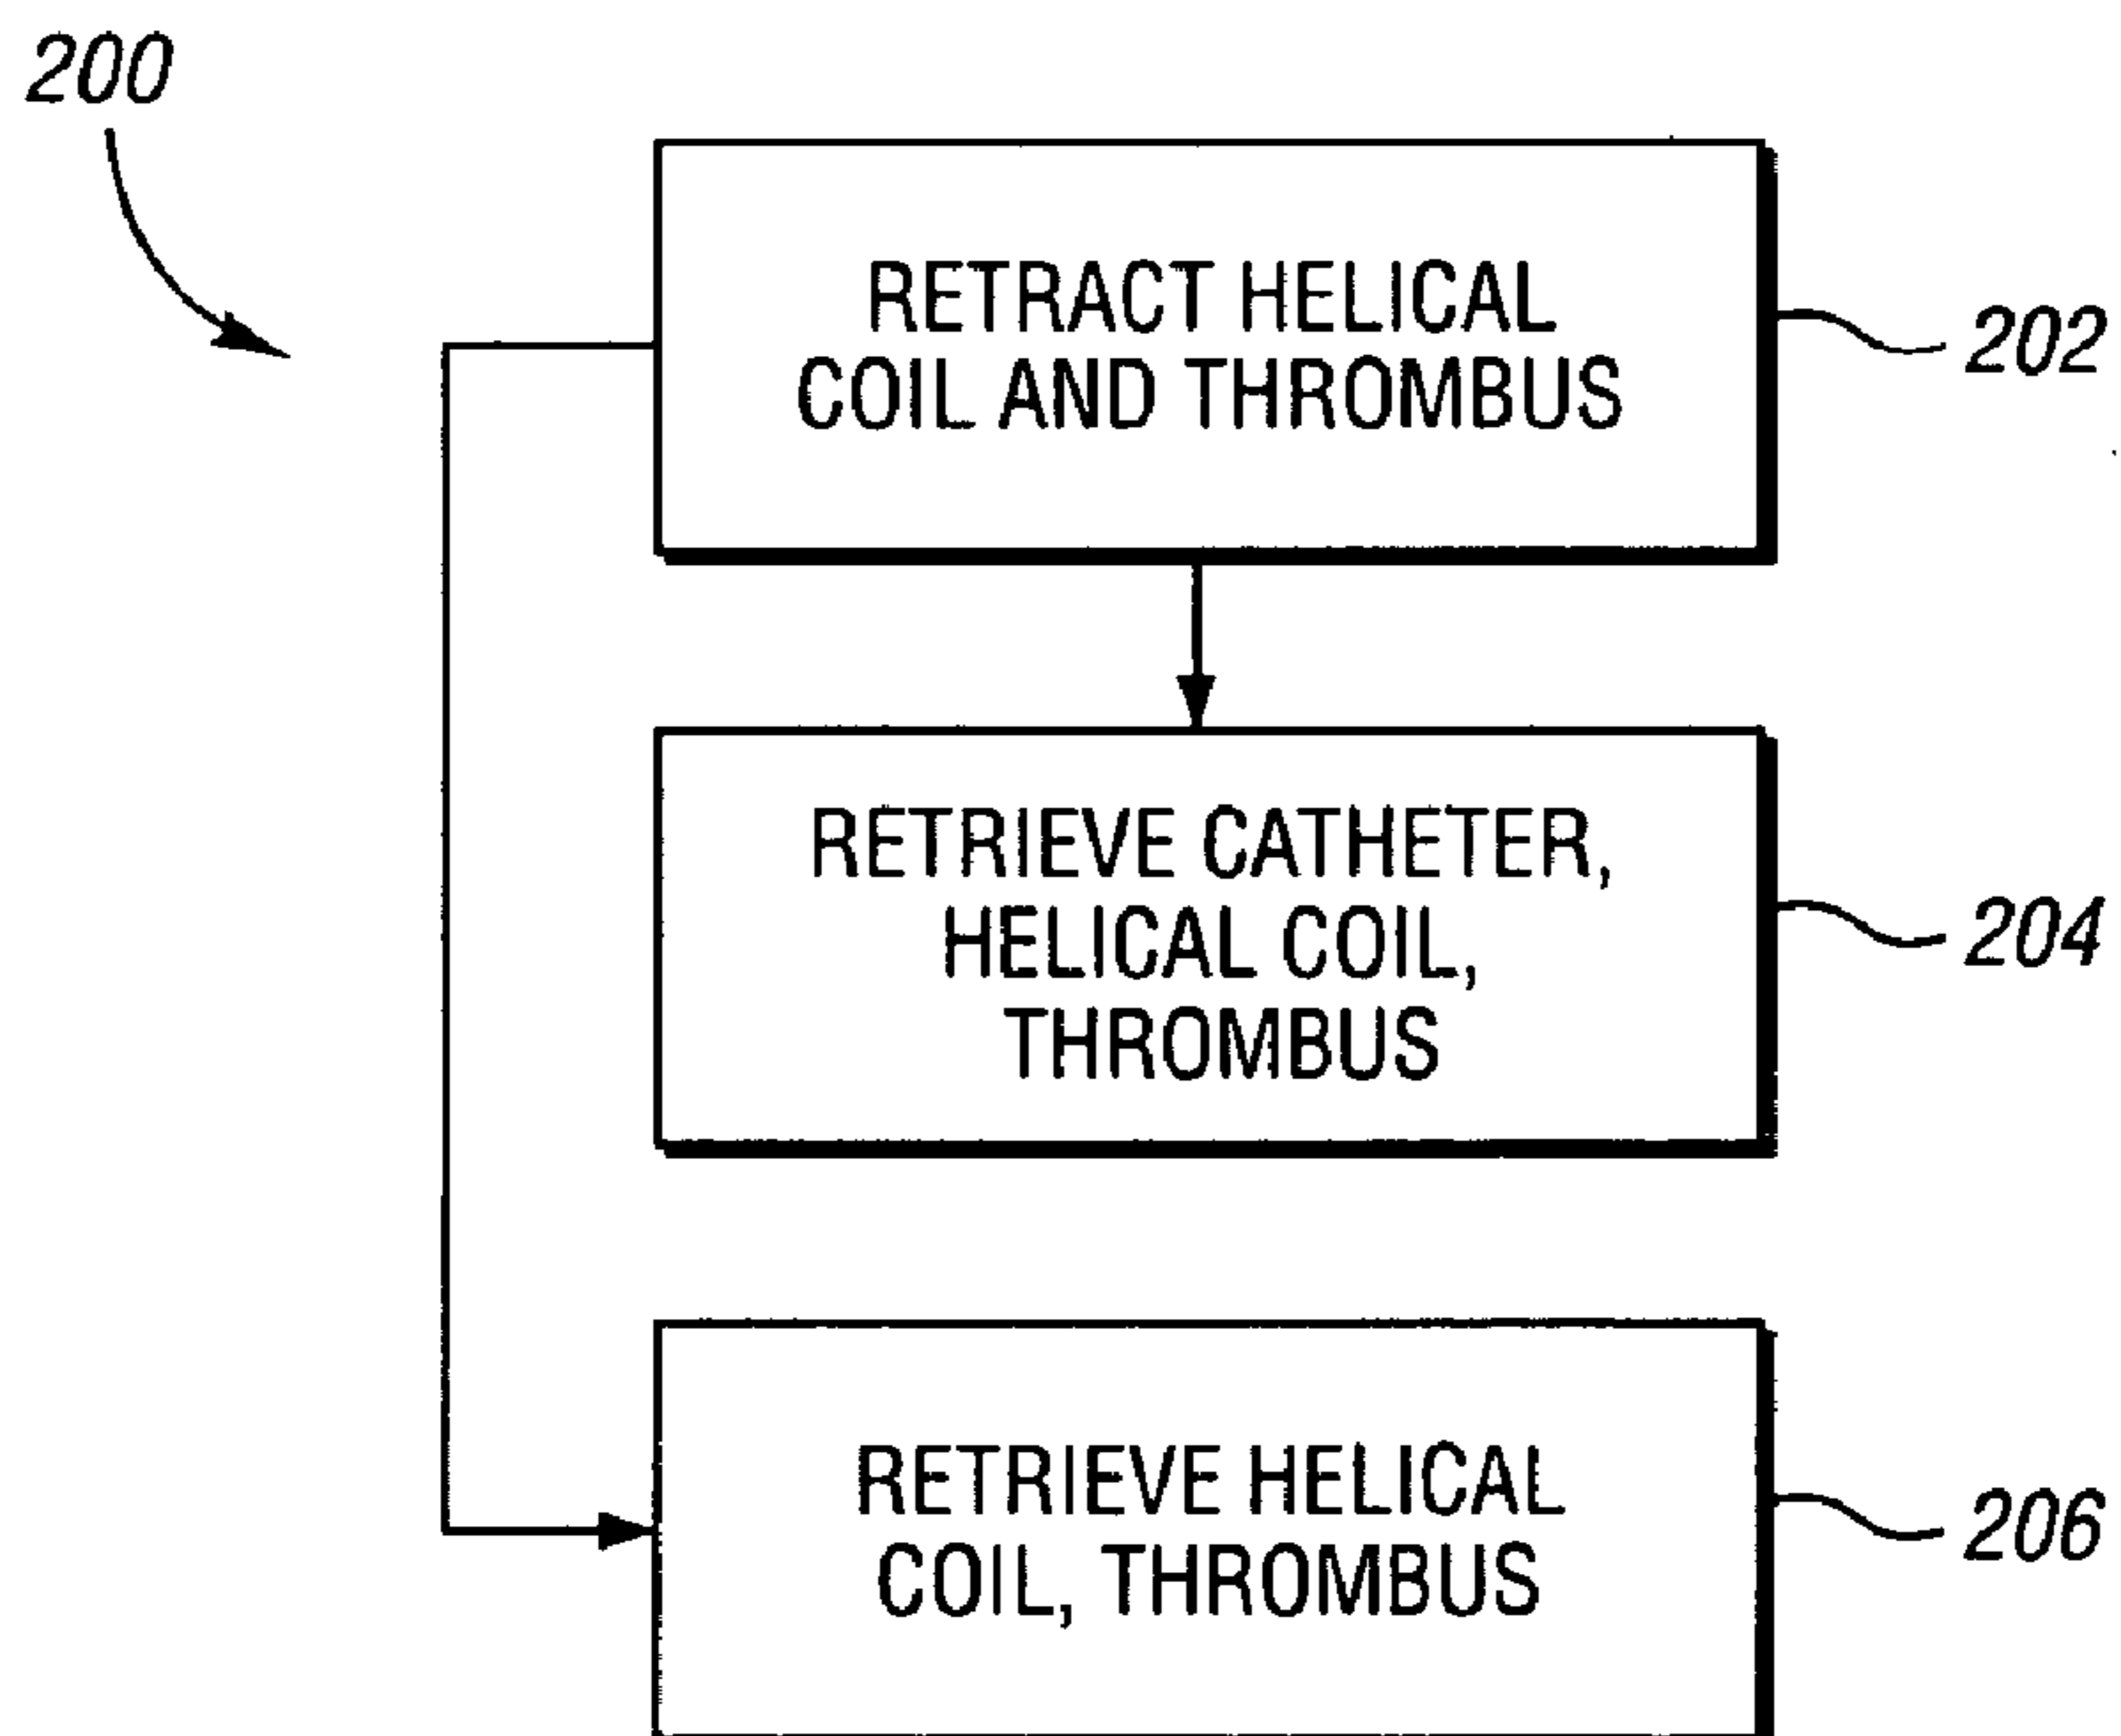 200
RETRACT HELICAL
COIL AND THROMBUS
202
RETRIEVE CATHETER,
HELICAL COIL,
THROMBUS
204
RETRIEVE HELICAL
COIL, THROMBUS
206